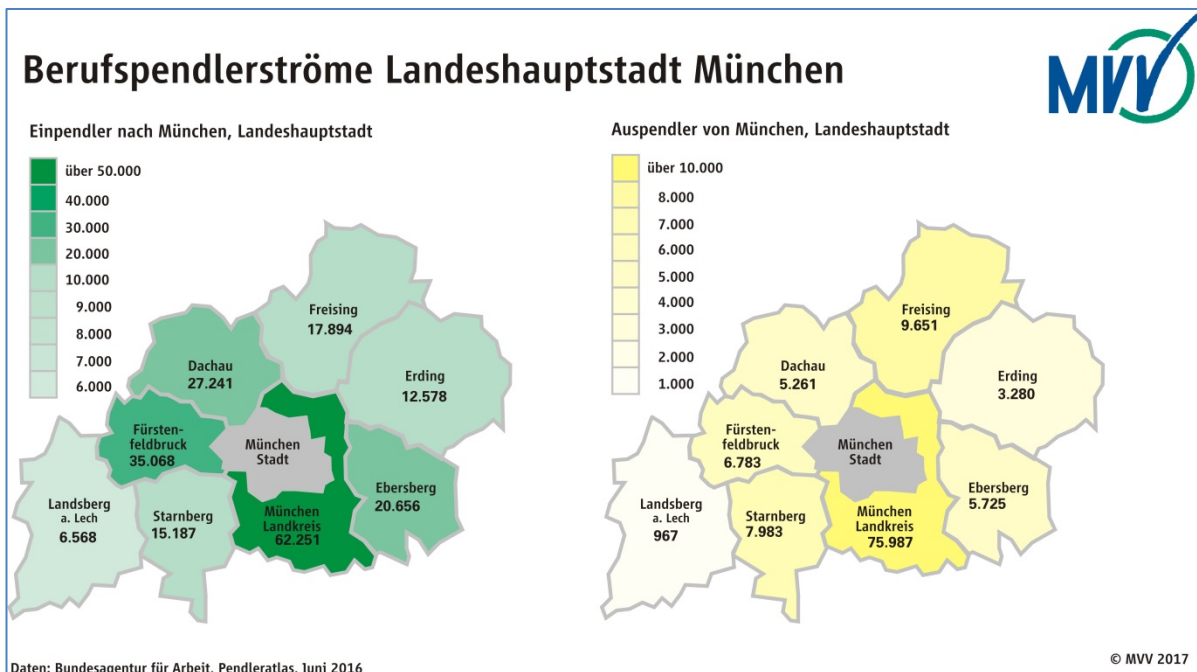 Berufspendlerströme Landeshauptstadt München
MVV
Einpendler nach München, Landeshauptstadt
über 50.000
40.000
30.000
20.000
10.000
9.000
8.000
7.000
6.000
Freising
17.894
Dachau
27.241
Erding
12.578
Fürsten-
feldbruck
35.068
München
Stadt
Ebersberg
20.656
Landsberg
a. Lech
6.568
Starnberg
15.187
München
Landkreis
62.251
Auspendler von München, Landeshauptstadt
über 10.000
8.000
7.000
6.000
5.000
4.000
3.000
2.000
1.000
Freising
9.651
Dachau
5.261
Erding
3.280
Fürsten-
feldbruck
6.783
München
Stadt
Ebersberg
5.725
Landsberg
a. Lech
967
Starnberg
7.983
München
Landkreis
75.987
Daten: Bundesagentur für Arbeit, Pendleratlas, Juni 2016
© MVV 2017